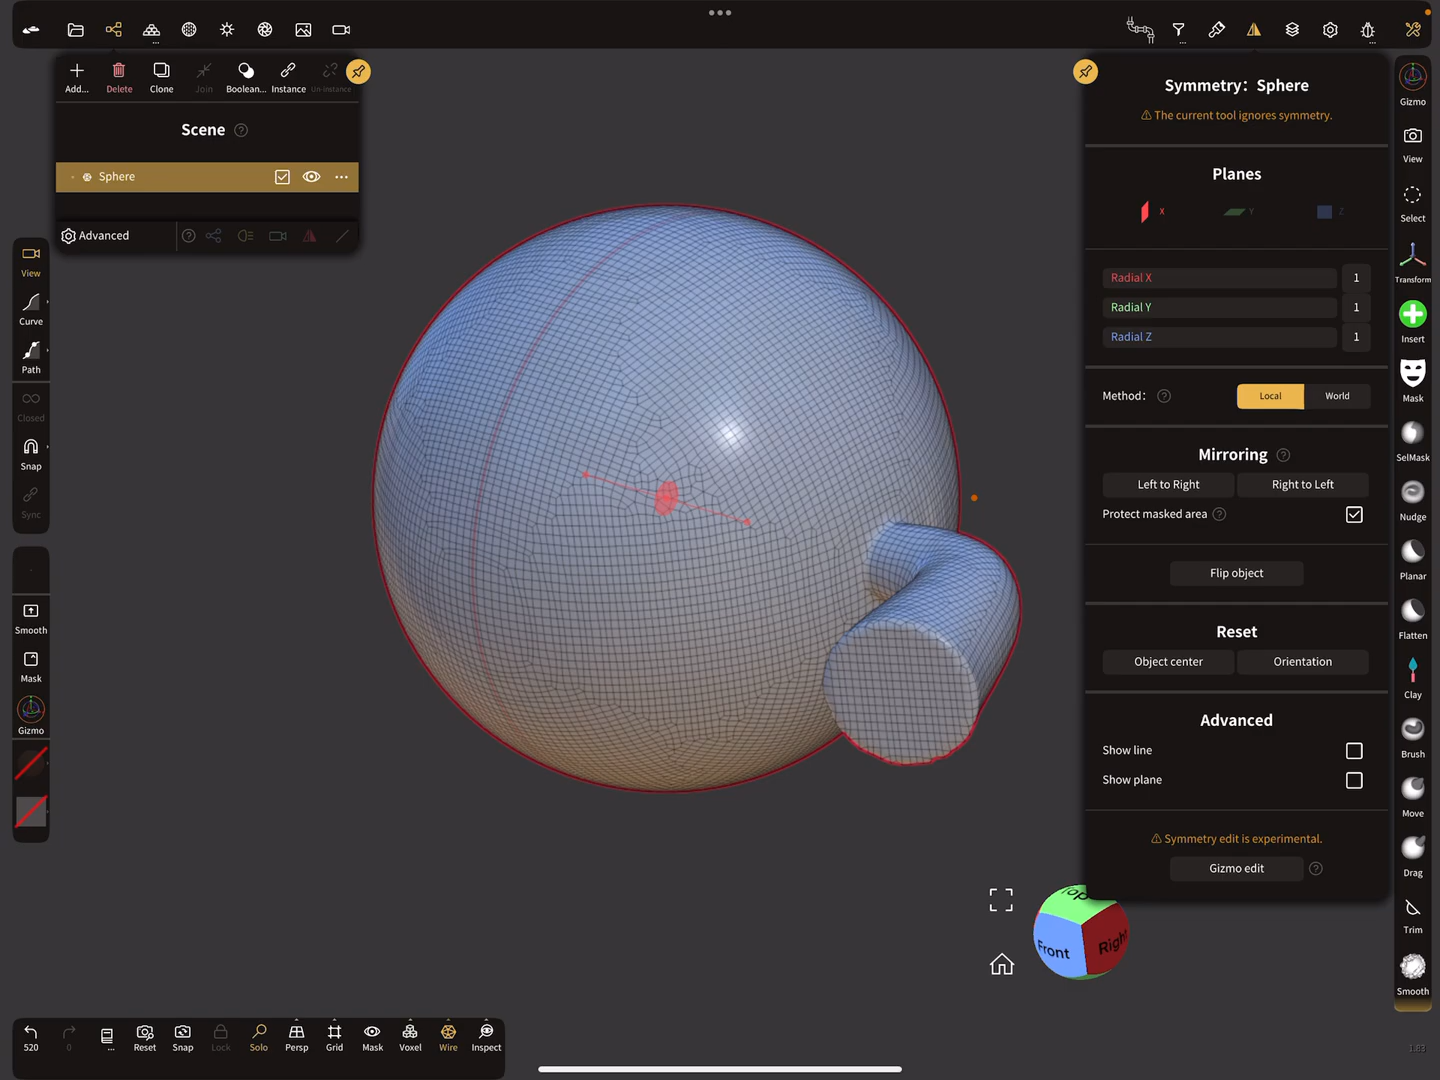 Add...
Delete
Clone
Join
Boolean...
Instance
Un-instance
Scene
Sphere
Advanced
View
Curve
Path
Closed
Snap
Sync
Smooth
Mask
Gizmo
Symmetry: Sphere
The current tool ignores symmetry.
Planes
X
Y
Z
Radial X 1
Radial Y 1
Radial Z 1
Method: Local World
Mirroring
Left to Right Right to Left
Protect masked area
Flip object
Reset
Object center Orientation
Advanced
Show line
Show plane
Symmetry edit is experimental.
Gizmo edit
Gizmo
View
Select
Transform
Insert
Mask
SelMask
Nudge
Planar
Flatten
Clay
Brush
Move
Drag
Trim
Smooth
Top
Front
Right
520
0
...
Reset
Snap
Lock
Solo
Persp
Grid
Mask
Voxel
Wire
Inspect
1.83